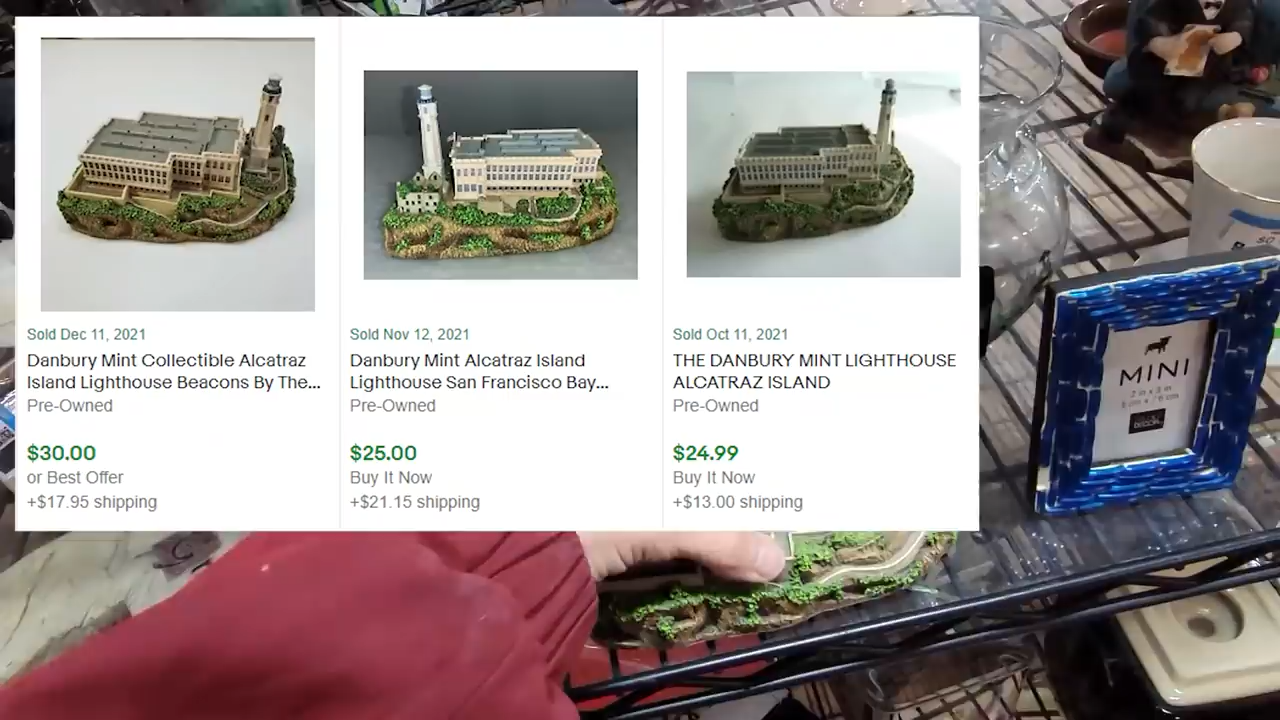 Sold Dec 11, 2021
Danbury Mint Collectible Alcatraz
Island Lighthouse Beacons By The...
Pre-Owned
$30.00
or Best Offer
+$17.95 shipping
Sold Nov 12, 2021
Danbury Mint Alcatraz Island
Lighthouse San Francisco Bay...
Pre-Owned
$25.00
Buy It Now
+$21.15 shipping
Sold Oct 11, 2021
THE DANBURY MINT LIGHTHOUSE
ALCATRAZ ISLAND
Pre-Owned
$24.99
Buy It Now
+$13.00 shipping
MINI